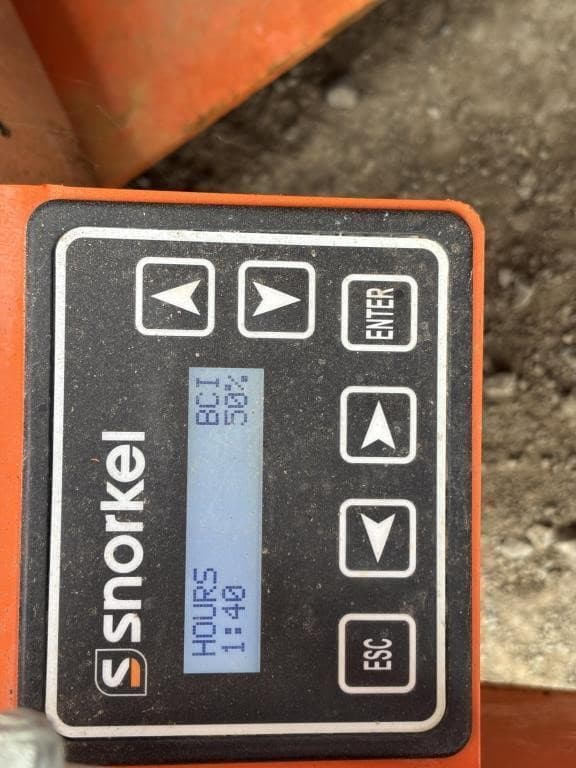 snorkel
HOURS BCI
1:40 50%
ESC
ENTER